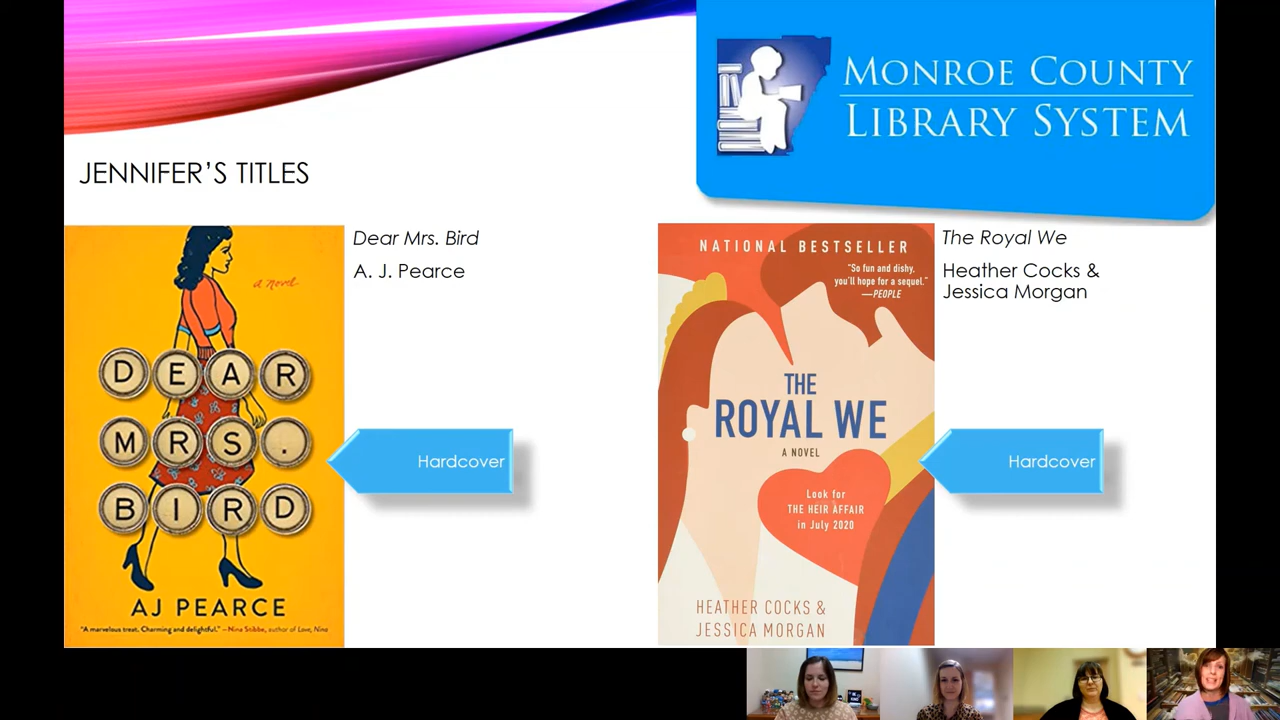 MONROE COUNTY
LIBRARY SYSTEM
JENNIFER'S TITLES
Dear Mrs. Bird
A. J. Pearce
a novel
DEAR
MRS.
BIRD
AJ PEARCE
"A marvelous treat. Charming and delightful." – Nina Stibbe, author of Love, Nina
Hardcover
The Royal We
Heather Cocks &
Jessica Morgan
NATIONAL BESTSELLER
"So fun and dishy,
you'll hope for a sequel."
—PEOPLE
THE
ROYAL WE
A NOVEL
Look for
THE HEIR AFFAIR
in July 2020
HEATHER COCKS &
JESSICA MORGAN
Hardcover